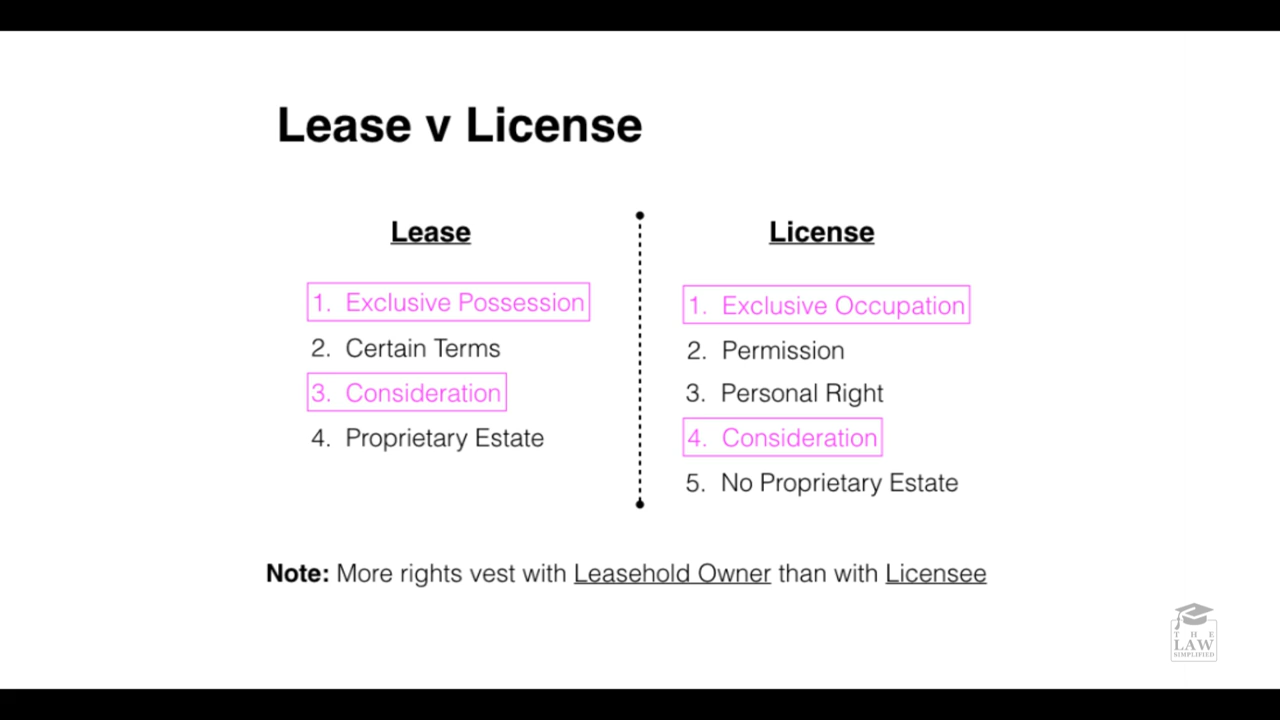 Lease v License
Lease
1. Exclusive Possession
2. Certain Terms
3. Consideration
4. Proprietary Estate
License
1. Exclusive Occupation
2. Permission
3. Personal Right
4. Consideration
5. No Proprietary Estate
Note: More rights vest with Leasehold Owner than with Licensee
THE
LAW
SIMPLIFIED